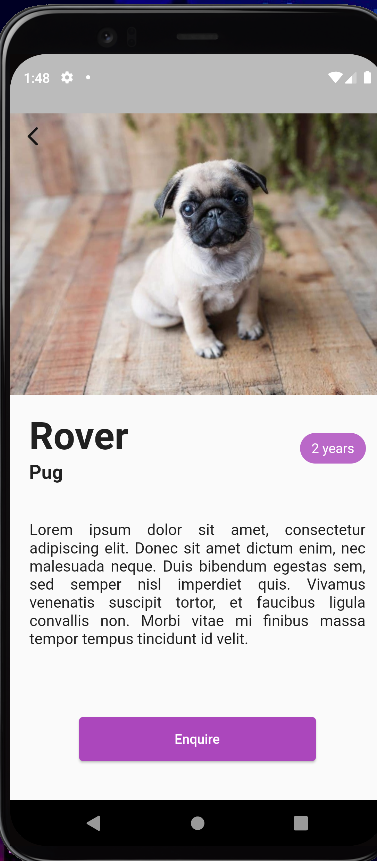 1:48
Rover
Pug
2 years
Lorem ipsum dolor sit amet, consectetur
adipiscing elit. Donec sit amet dictum enim, nec
malesuada neque. Duis bibendum egestas sem,
sed semper nisl imperdiet quis. Vivamus
venenatis suscipit tortor, et faucibus ligula
convallis non. Morbi vitae mi finibus massa
tempor tempus tincidunt id velit.
Enquire